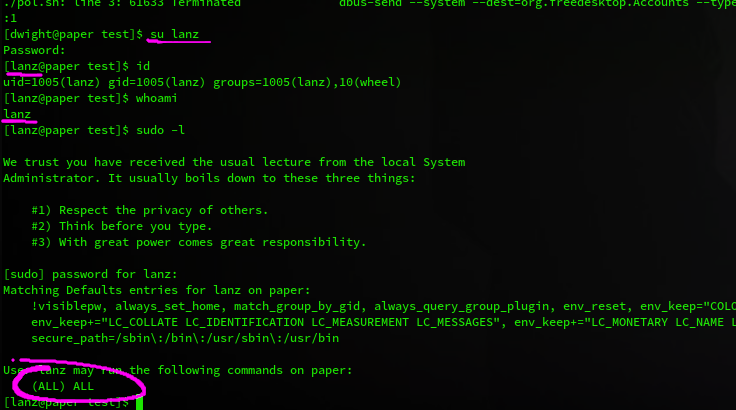 ./pol.sh: line 3: 61633 Terminated dbus-send --system --dest=org.freedesktop.Accounts --type
:1
[dwight@paper test]$ su lanz
Password:
[lanz@paper test]$ id
uid=1005(lanz) gid=1005(lanz) groups=1005(lanz),10(wheel)
[lanz@paper test]$ whoami
lanz
[lanz@paper test]$ sudo -l
We trust you have received the usual lecture from the local System
Administrator. It usually boils down to these three things:
#1) Respect the privacy of others.
#2) Think before you type.
#3) With great power comes great responsibility.
[sudo] password for lanz:
Matching Defaults entries for lanz on paper:
!visiblepw, always_set_home, match_group_by_gid, always_query_group_plugin, env_reset, env_keep="COLO
env_keep+="LC_COLLATE LC_IDENTIFICATION LC_MEASUREMENT LC_MESSAGES", env_keep+="LC_MONETARY LC_NAME L
secure_path=/sbin\:/bin\:/usr/sbin\:/usr/bin
User lanz may run the following commands on paper:
(ALL) ALL
[lanz@paper test]$